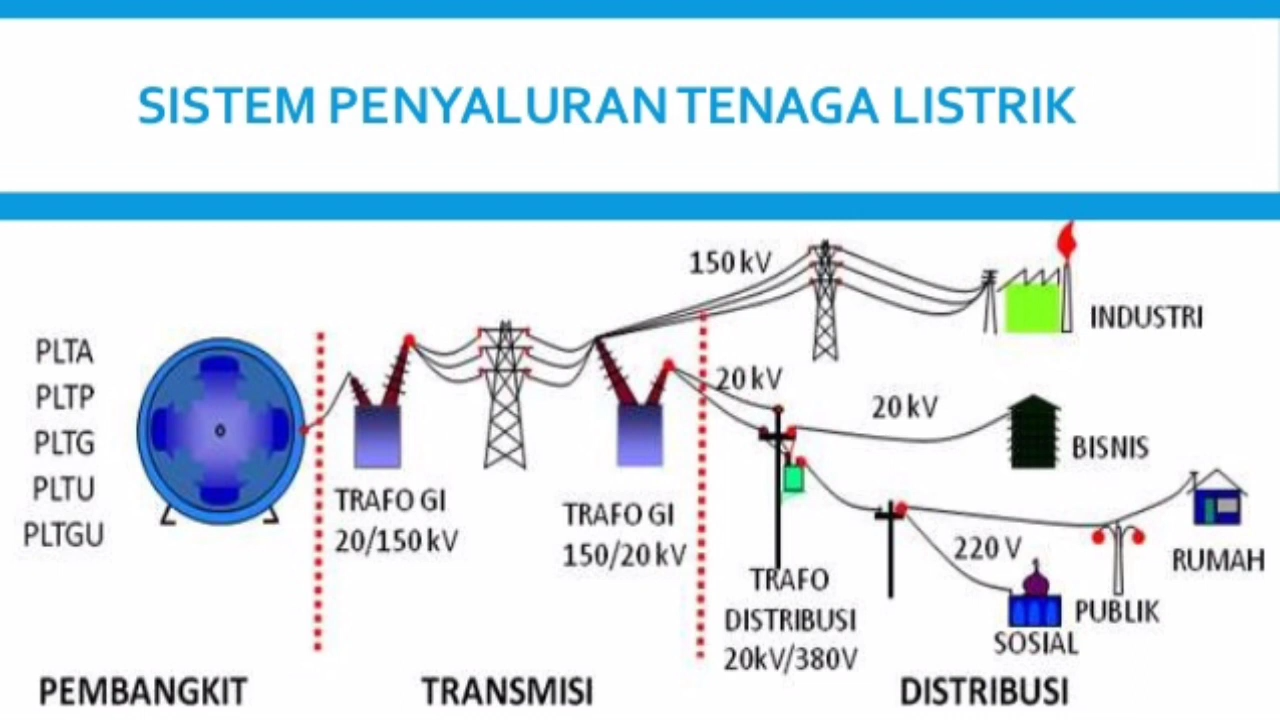 SISTEM PENYALURAN TENAGA LISTRIK
PLTA
PLTP
PLTG
PLTU
PLTGU
TRAFO GI
20/150 kV
TRAFO GI
150/20 kV
150 kV
INDUSTRI
20 kV
20 kV
BISNIS
TRAFO
DISTRIBUSI
20kV/380V
220 V
RUMAH
PUBLIK
SOSIAL
PEMBANGKIT
TRANSMISI
DISTRIBUSI